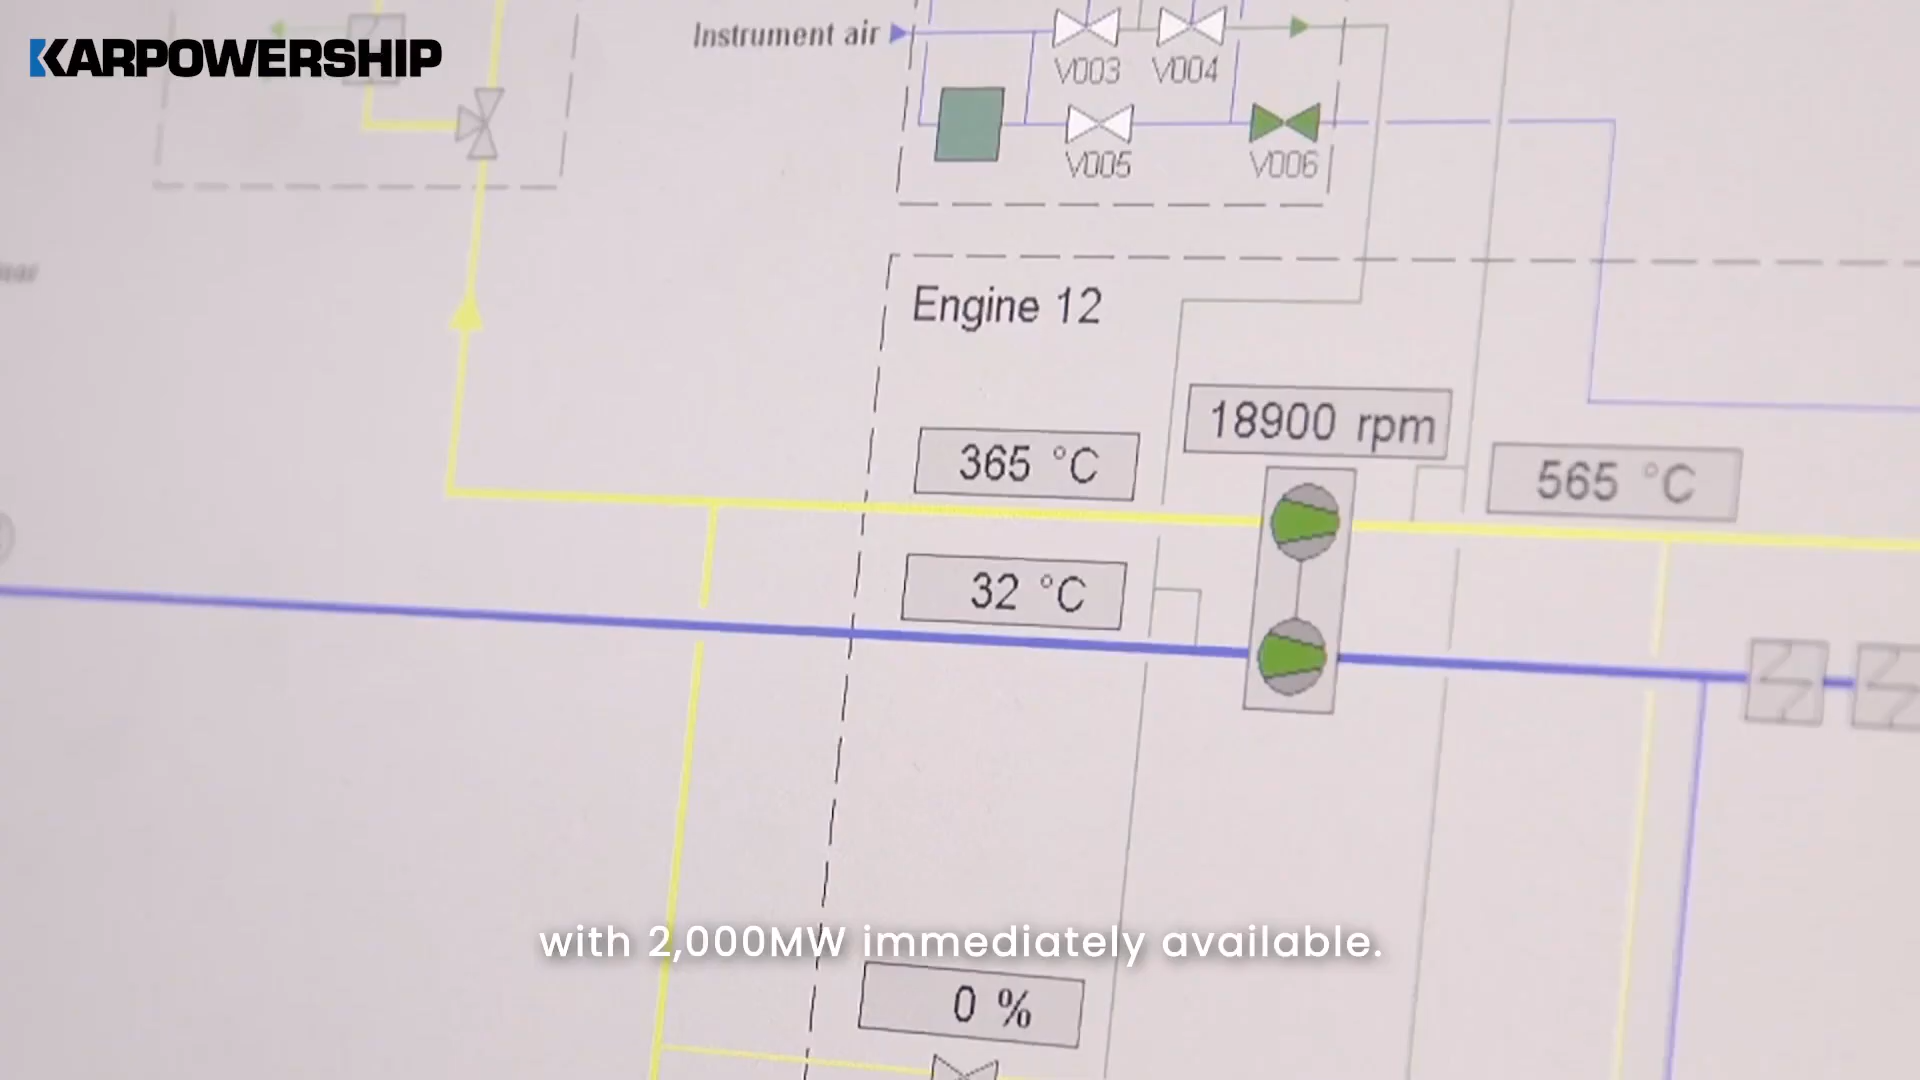 KARPOWERSHIP
Instrument air
V003
V004
V005
V006
Engine 12
18900 rpm
365 °C
565 °C
32 °C
with 2,000MW immediately available.
0 %